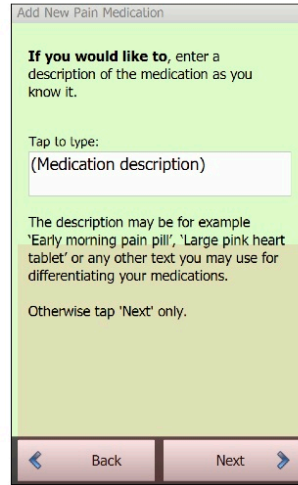 Add New Pain Medication
If you would like to, enter a
description of the medication as you
know it.
Tap to type:
(Medication description)
The description may be for example
‘Early morning pain pill’, ‘Large pink heart
tablet’ or any other text you may use for
differentiating your medications.
Otherwise tap 'Next' only.
Back Next